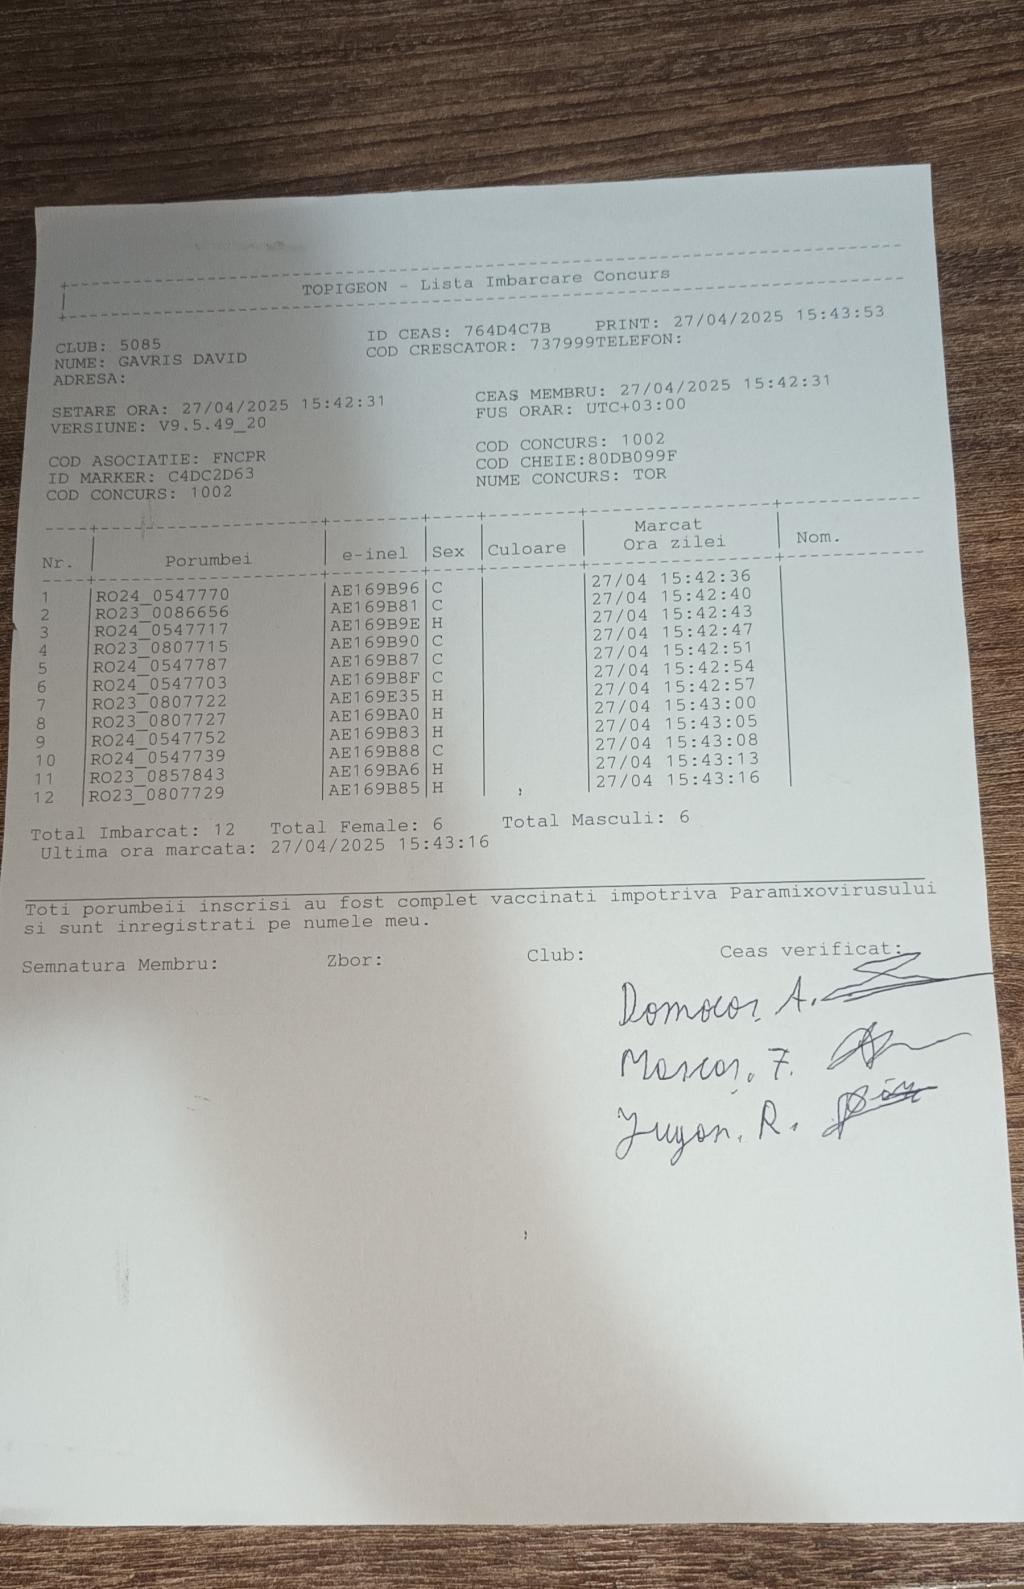 TOPIGEON - Lista Imbarcare Concurs
CLUB: 5085 ID CEAS: 764D4C7B PRINT: 27/04/2025 15:43:53
NUME: GAVRIS DAVID COD CRESCATOR: 737999TELEFON:
ADRESA:
SETARE ORA: 27/04/2025 15:42:31 CEAS MEMBRU: 27/04/2025 15:42:31
VERSIUNE: V9.5.49_20 FUS ORAR: UTC+03:00
COD ASOCIATIE: FNCPR COD CONCURS: 1002
ID MARKER: C4DC2D63 COD CHEIE:80DB099F
COD CONCURS: 1002 NUME CONCURS: TOR
Nr. Porumbei e-inel Sex Culoare Marcat Ora zilei Nom.
1 RO24_0547770 AE169B96 C 27/04 15:42:36
2 RO23_0086656 AE169B81 C 27/04 15:42:40
3 RO24_0547717 AE169B9E H 27/04 15:42:43
4 RO23_0807715 AE169B90 C 27/04 15:42:47
5 RO24_0547787 AE169B87 C 27/04 15:42:51
6 RO24_0547703 AE169B8F C 27/04 15:42:54
7 RO23_0807722 AE169E35 H 27/04 15:42:57
8 RO23_0807727 AE169BA0 H 27/04 15:43:00
9 RO24_0547752 AE169B83 H 27/04 15:43:05
10 RO24_0547739 AE169B88 C 27/04 15:43:08
11 RO23_0857843 AE169BA6 H 27/04 15:43:13
12 RO23_0807729 AE169B85 H 27/04 15:43:16
Total Imbarcat: 12 Total Female: 6 Total Masculi: 6
Ultima ora marcata: 27/04/2025 15:43:16
Toti porumbeii inscrisi au fost complet vaccinati impotriva Paramixovirusului
si sunt inregistrati pe numele meu.
Semnatura Membru: Zbor: Club: Ceas verificat:
A.
F.
R.